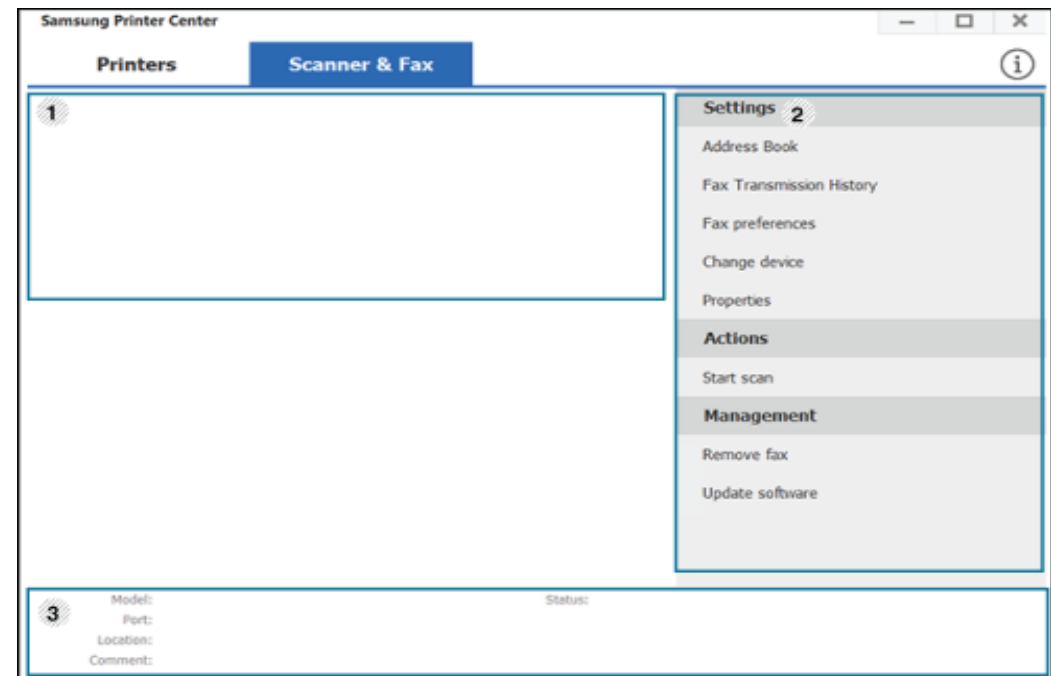 Samsung Printer Center
Printers
Scanner & Fax
i
1
Settings 2
Address Book
Fax Transmission History
Fax preferences
Change device
Properties
Actions
Start scan
Management
Remove fax
Update software
3
Model:
Status:
Port:
Location:
Comment: